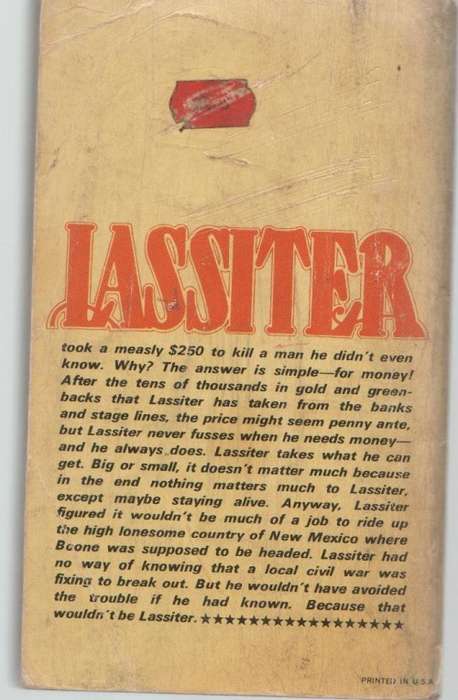 LASSITER
took a measly $250 to kill a man he didn't even
know. Why? The answer is simple—for money!
After the tens of thousands in gold and green-
backs that Lassiter has taken from the banks
and stage lines, the price might seem penny ante,
but Lassiter never fusses when he needs money—
and he always does. Lassiter takes what he can
get. Big or small, it doesn't matter much because
in the end nothing matters much to Lassiter,
except maybe staying alive. Anyway, Lassiter
figured it wouldn't be much of a job to ride up
the high lonesome country of New Mexico where
Boone was supposed to be headed. Lassiter had
no way of knowing that a local civil war was
fixing to break out. But he wouldn't have avoided
the trouble if he had known. Because that
wouldn't be Lassiter.★★★★★★★★★★★★★★★★★
PRINTED IN U.S.A